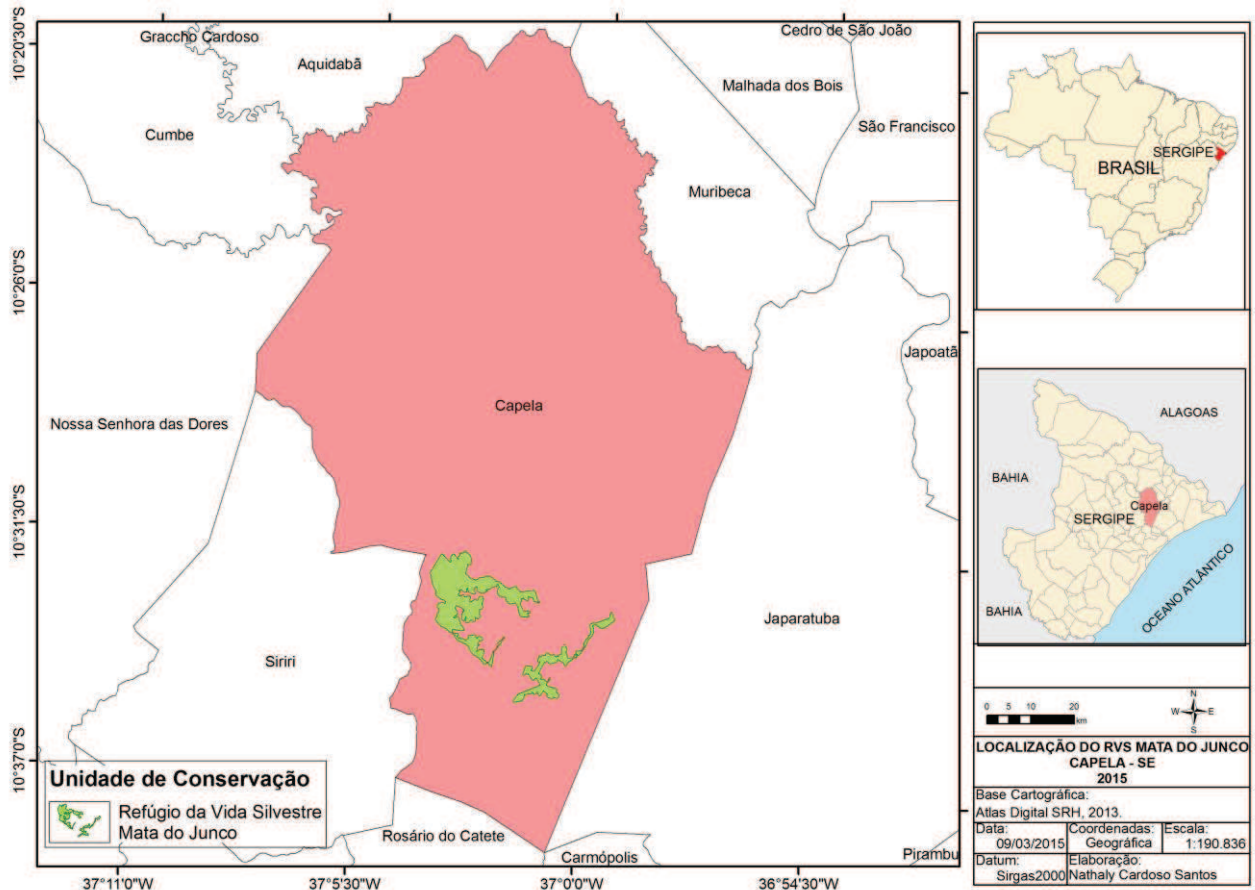 Graccho Cardoso
Aquidabã
Cumbe
Cedro de São João
Malhada dos Bois
São Francisco
Muribeca
Japoatã
Capela
Nossa Senhora das Dores
Japaratuba
Siriri
Rosário do Catete
Carmópolis
Pirambu
10°20'30"S
10°26'0"S
10°31'30"S
10°37'0"S
37°11'0"W
37°5'30"W
37°0'0"W
36°54'30"W
Unidade de Conservação
Refúgio da Vida Silvestre
Mata do Junco
SERGIPE
BRASIL
ALAGOAS
BAHIA
Capela
SERGIPE
BAHIA
OCEANO ATLÂNTICO
0 5 10 20
km
N
W E
S
LOCALIZAÇÃO DO RVS MATA DO JUNCO
CAPELA - SE
2015
Base Cartográfica:
Atlas Digital SRH, 2013.
Data: Coordenadas: Escala:
09/03/2015 Geográfica 1:190.836
Datum: Elaboração:
Sirgas2000 Nathaly Cardoso Santos